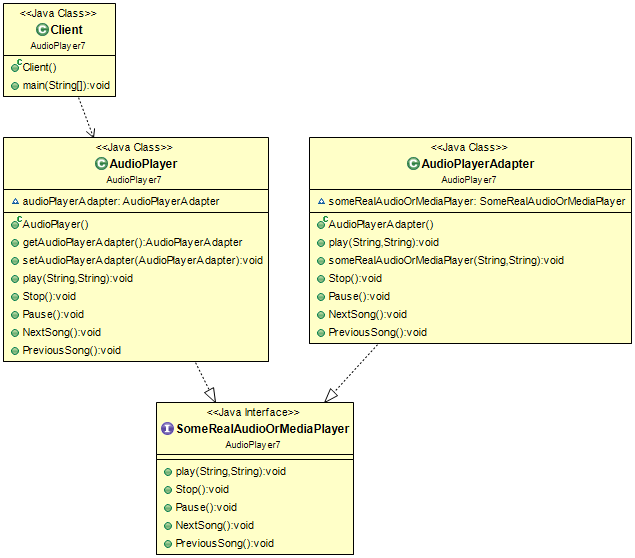 <<Java Class>>
C Client
AudioPlayer7
C Client()
main(String[]):void
<<Java Class>>
C AudioPlayer
AudioPlayer7
audioPlayerAdapter: AudioPlayerAdapter
C AudioPlayer()
getAudioPlayerAdapter():AudioPlayerAdapter
setAudioPlayerAdapter(AudioPlayerAdapter):void
play(String,String):void
Stop():void
Pause():void
NextSong():void
PreviousSong():void
<<Java Class>>
C AudioPlayerAdapter
AudioPlayer7
someRealAudioOrMediaPlayer: SomeRealAudioOrMediaPlayer
C AudioPlayerAdapter()
play(String,String):void
someRealAudioOrMediaPlayer(String,String):void
Stop():void
Pause():void
NextSong():void
PreviousSong():void
<<Java Interface>>
I SomeRealAudioOrMediaPlayer
AudioPlayer7
play(String,String):void
Stop():void
Pause():void
NextSong():void
PreviousSong():void